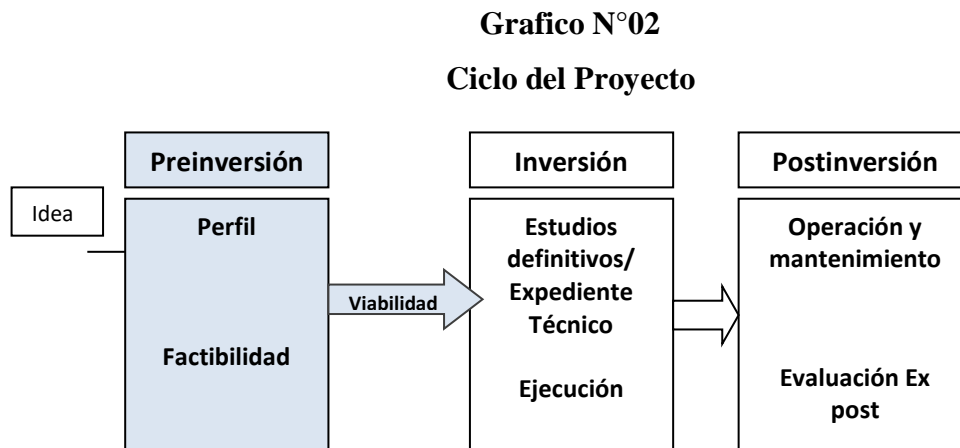 Grafico N°02
Ciclo del Proyecto
Preinversión
Inversión
Postinversión
Idea
Perfil
Factibilidad
Viabilidad
Estudios
definitivos/
Expediente
Técnico
Ejecución
Operación y
mantenimiento
Evaluación Ex
post